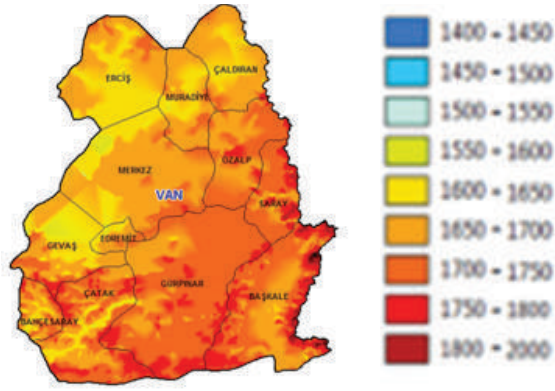 ERCİŞ
ÇALDIRAN
MURADİYE
MERKEZ
ÖZALP
VAN
SARAY
GEVAŞ
EDREMİT
ÇATAK
GÜRPINAR
BAŞKALE
BAHÇESARAY
1400 - 1450
1450 - 1500
1500 - 1550
1550 - 1600
1600 - 1650
1650 - 1700
1700 - 1750
1750 - 1800
1800 - 2000